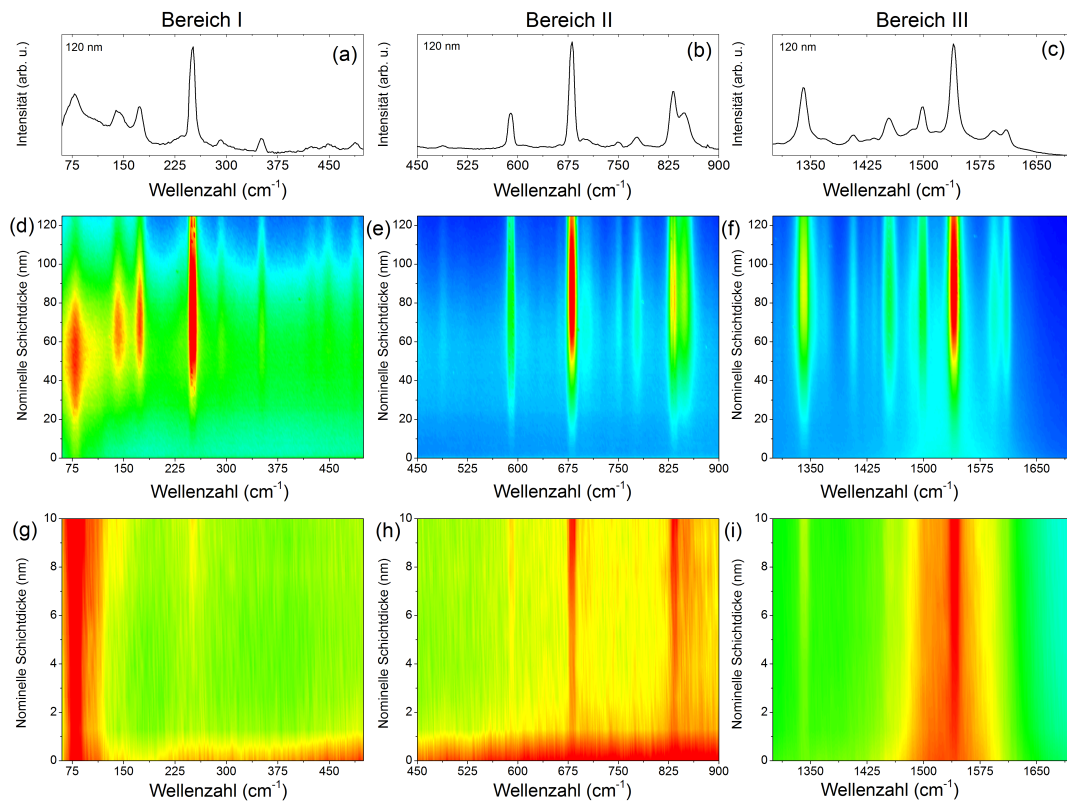 Bereich I
Bereich II
Bereich III
120 nm
(a)
Intensität (arb. u.)
75 150 225 300 375 450
Wellenzahl (cm⁻¹)
120 nm
(b)
Intensität (arb. u.)
450 525 600 675 750 825 900
Wellenzahl (cm⁻¹)
120 nm
(c)
Intensität (arb. u.)
1350 1425 1500 1575 1650
Wellenzahl (cm⁻¹)
(d)
Nominelle Schichtdicke (nm)
120
100
80
60
40
20
0
75 150 225 300 375 450
Wellenzahl (cm⁻¹)
(e)
Nominelle Schichtdicke (nm)
120
100
80
60
40
20
0
450 525 600 675 750 825 900
Wellenzahl (cm⁻¹)
(f)
Nominelle Schichtdicke (nm)
120
100
80
60
40
20
0
1350 1425 1500 1575 1650
Wellenzahl (cm⁻¹)
(g)
Nominelle Schichtdicke (nm)
10
8
6
4
2
0
75 150 225 300 375 450
Wellenzahl (cm⁻¹)
(h)
Nominelle Schichtdicke (nm)
10
8
6
4
2
0
450 525 600 675 750 825 900
Wellenzahl (cm⁻¹)
(i)
Nominelle Schichtdicke (nm)
10
8
6
4
2
0
1350 1425 1500 1575 1650
Wellenzahl (cm⁻¹)